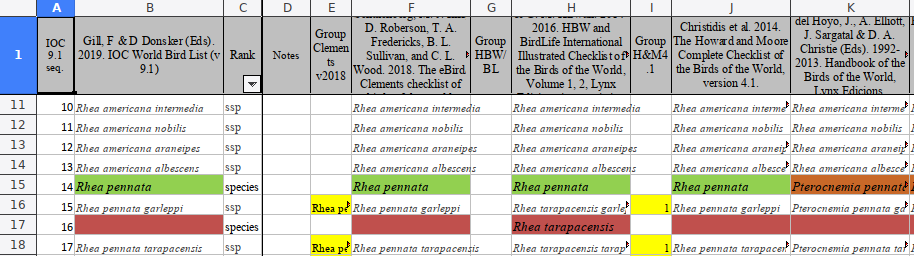 A B C D E F G H I J K
1 IOC 9.1 seq. Gill, F & D Donsker (Eds). 2019. IOC World Bird List (v 9.1) Rank Notes Group Clemen ts v2018 D. Roberson, T. A. Fredericks, B. L. Sullivan, and C. L. Wood. 2018. The eBird Clements checklist of Group HBW/ BL 2016. HBW and BirdLife International Illustrated Checklist of the Birds of the World, Volume 1, 2, Lynx Group H&M4 .1 Christidis et al. 2014. The Howard and Moore Complete Checklist of the Birds of the World, version 4.1. del Hoyo, J., A. Elliott, J. Sargatal & D. A. Christie (Eds). 1992-2013. Handbook of the Birds of the World, Lynx Edicions
11 10 Rhea americana intermedia ssp Rhea americana intermedia Rhea americana intermedia Rhea americana interme Rhea americana interme
12 11 Rhea americana nobilis ssp Rhea americana nobilis Rhea americana nobilis Rhea americana nobilis Rhea americana nobilis
13 12 Rhea americana araneipes ssp Rhea americana araneipes Rhea americana araneipes Rhea americana araneip Rhea americana araneip
14 13 Rhea americana albescens ssp Rhea americana albescens Rhea americana albescens Rhea americana albesce Rhea americana albesce
15 14 Rhea pennata species Rhea pennata Rhea pennata Rhea pennata Pterocnemia pennat
16 15 Rhea pennata garleppi ssp Rhea pe Rhea pennata garleppi Rhea tarapacensis garle 1 Rhea pennata garleppi Pterocnemia pennata ga
17 16 species Rhea tarapacensis
18 17 Rhea pennata tarapacensis ssp Rhea pe Rhea pennata tarapacensis Rhea tarapacensis tarap 1 Rhea pennata tarapacen Pterocnemia pennata tar